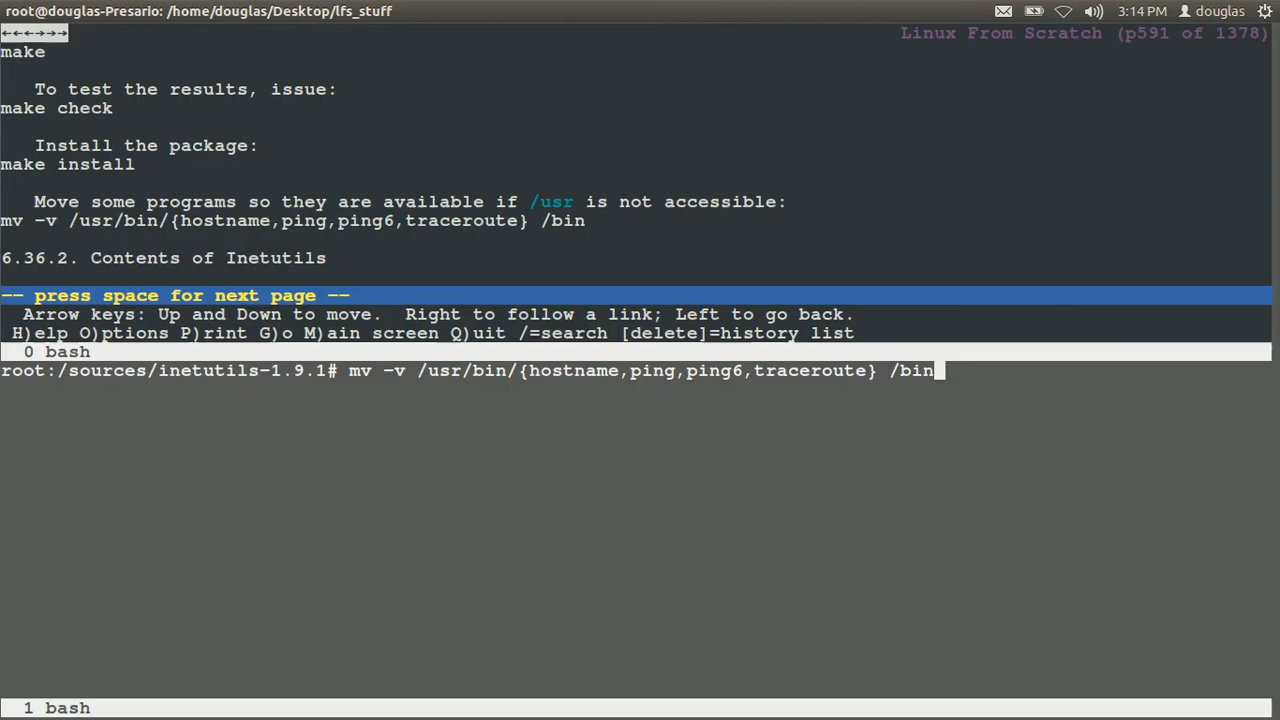 root@douglas-Presario: /home/douglas/Desktop/lfs_stuff 3:14 PM douglas
←←←→→→ Linux From Scratch (p591 of 1378)
make
To test the results, issue:
make check
Install the package:
make install
Move some programs so they are available if /usr is not accessible:
mv -v /usr/bin/{hostname,ping,ping6,traceroute} /bin
6.36.2. Contents of Inetutils
-- press space for next page --
Arrow keys: Up and Down to move.  Right to follow a link; Left to go back.
H)elp O)ptions P)rint G)o M)ain screen Q)uit /=search [delete]=history list
0 bash
root:/sources/inetutils-1.9.1# mv -v /usr/bin/{hostname,ping,ping6,traceroute} /bin
1 bash